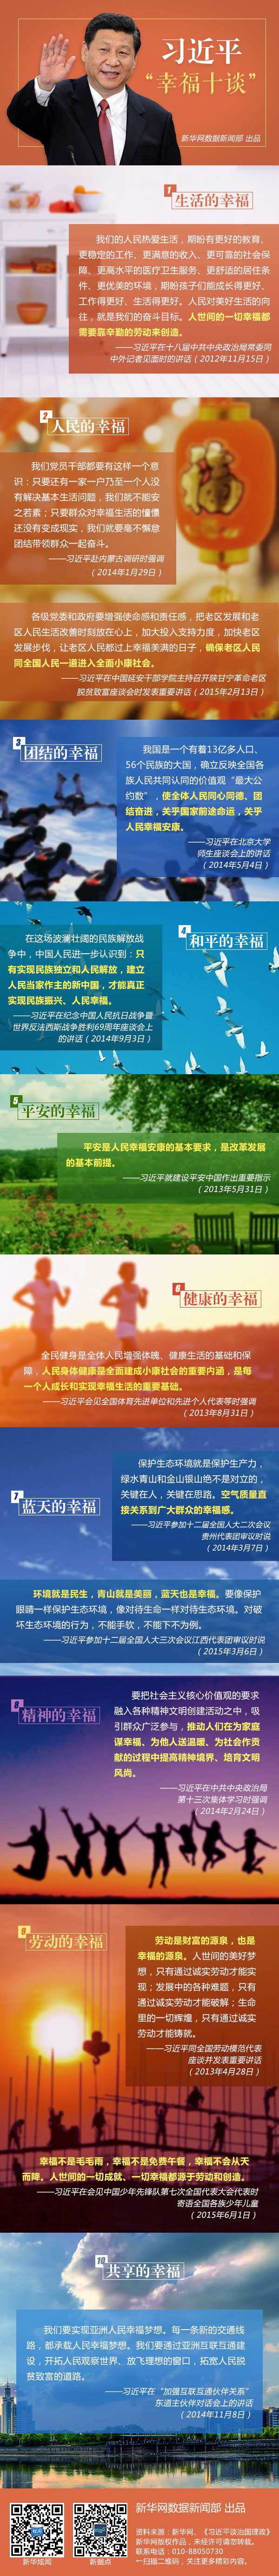 习近平
“幸福十谈”
新华网数据新闻部 出品
1 生活的幸福
我们的人民热爱生活，期盼有更好的教育、
更稳定的工作、更满意的收入、更可靠的社会保
障、更高水平的医疗卫生服务、更舒适的居住条
件、更优美的环境，期盼孩子们能成长得更好、
工作得更好、生活得更好。人民对美好生活的向
往，就是我们的奋斗目标。人世间的一切幸福都
需要靠辛勤的劳动来创造。
——习近平在十八届中共中央政治局常委同
中外记者见面时的讲话（2012年11月15日）
2 人民的幸福
我们党员干部都要有这样一个意
识：只要还有一家一户乃至一个人没
有解决基本生活问题，我们就不能安
之若素；只要群众对幸福生活的憧憬
还没有变成现实，我们就要毫不懈怠
团结带领群众一起奋斗。
——习近平赴内蒙古调研时强调
（2014年1月29日）
各级党委和政府要增强使命感和责任感，把老区发展和老
区人民生活改善时刻放在心上，加大投入支持力度，加快老区
发展步伐，让老区人民都过上幸福美满的日子，确保老区人民
同全国人民一道进入全面小康社会。
——习近平在中国延安干部学院主持召开陕甘宁革命老区
脱贫致富座谈会时发表重要讲话（2015年2月13日）
3 团结的幸福
我国是一个有着13亿多人口、
56个民族的大国，确立反映全国各
族人民共同认同的价值观“最大公
约数”，使全体人民同心同德、团
结奋进，关乎国家前途命运，关乎
人民幸福安康。
——习近平在北京大学
师生座谈会上的讲话
（2014年5月4日）
4 和平的幸福
在这场波澜壮阔的民族解放战
争中，中国人民进一步认识到：只
有实现民族独立和人民解放，建立
人民当家作主的新中国，才能真正
实现民族振兴、人民幸福。
——习近平在纪念中国人民抗日战争暨
世界反法西斯战争胜利69周年座谈会上
的讲话（2014年9月3日）
5 平安的幸福
平安是人民幸福安康的基本要求，是改革发展
的基本前提。
——习近平就建设平安中国作出重要指示
（2013年5月31日）
6 健康的幸福
全民健身是全体人民增强体魄、健康生活的基础和保
障，人民身体健康是全面建成小康社会的重要内涵，是每
一个人成长和实现幸福生活的重要基础。
——习近平会见全国体育先进单位和先进个人代表等时强调
（2013年8月31日）
7 蓝天的幸福
保护生态环境就是保护生产力，
绿水青山和金山银山绝不是对立的，
关键在人，关键在思路。空气质量直
接关系到广大群众的幸福感。
——习近平参加十二届全国人大二次会议
贵州代表团审议时说
（2014年3月7日）
环境就是民生，青山就是美丽，蓝天也是幸福。要像保护
眼睛一样保护生态环境，像对待生命一样对待生态环境。对破
坏生态环境的行为，不能手软，不能下不为例。
——习近平参加十二届全国人大三次会议江西代表团审议时说
（2015年3月6日）
8 精神的幸福
要把社会主义核心价值观的要求
融入各种精神文明创建活动之中，吸
引群众广泛参与，推动人们在为家庭
谋幸福、为他人送温暖、为社会作贡
献的过程中提高精神境界、培育文明
风尚。
——习近平在中共中央政治局
第十三次集体学习时强调
（2014年2月24日）
9 劳动的幸福
劳动是财富的源泉，也是
幸福的源泉。人世间的美好梦
想，只有通过诚实劳动才能实
现；发展中的各种难题，只有
通过诚实劳动才能破解；生命
里的一切辉煌，只有通过诚实
劳动才能铸就。
——习近平同全国劳动模范代表
座谈并发表重要讲话
（2013年4月28日）
幸福不是毛毛雨，幸福不是免费午餐，幸福不会从天
而降。人世间的一切成就、一切幸福都源于劳动和创造。
——习近平在会见中国少年先锋队第七次全国代表大会代表时
寄语全国各族少年儿童
（2015年6月1日）
10 共享的幸福
我们要实现亚洲人民幸福梦想。每一条新的交通线
路，都承载人民幸福梦想。我们要通过亚洲互联互通建
设，开拓人民观察世界、放飞理想的窗口，拓宽人民脱
贫致富的道路。
——习近平在“加强互联互通伙伴关系”
东道主伙伴对话会上的讲话
（2014年11月8日）
新华网数据新闻部 出品
资料来源：新华网、《习近平谈治国理政》
新华网版权作品，未经许可请勿转载。
联系电话：010-88050730
←扫描二维码，关注更多精彩内容。
新华炫闻
新据点